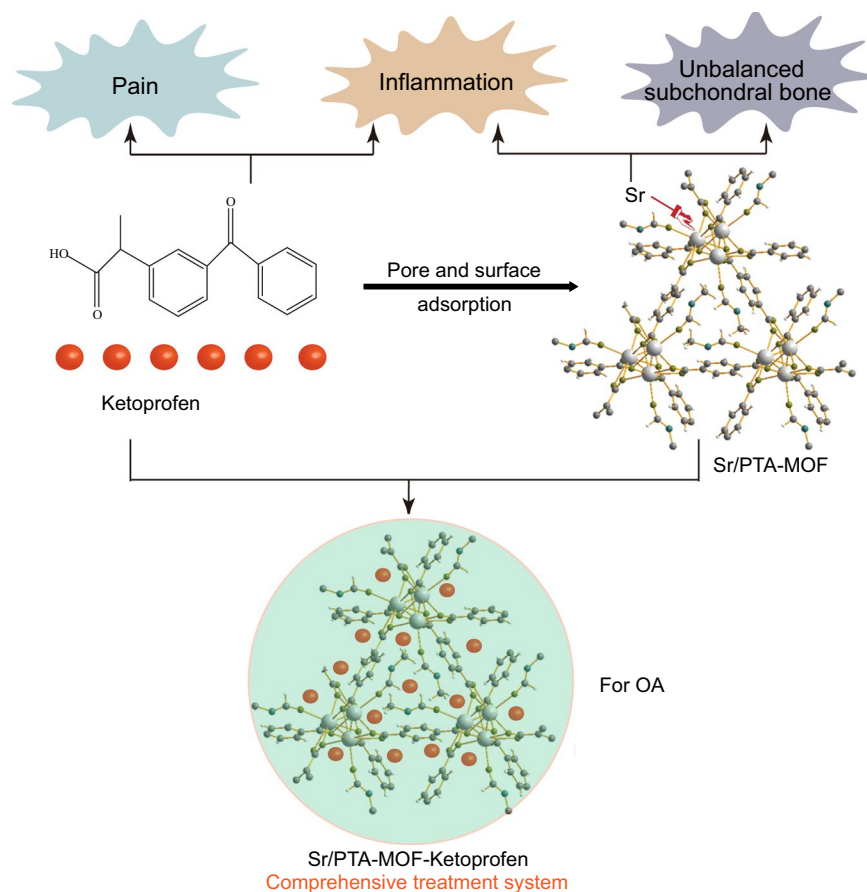 Pain
Inflammation
Unbalanced
subchondral bone
Sr
O
HO
O
Pore and surface
adsorption
Ketoprofen
Sr/PTA-MOF
For OA
Sr/PTA-MOF-Ketoprofen
Comprehensive treatment system